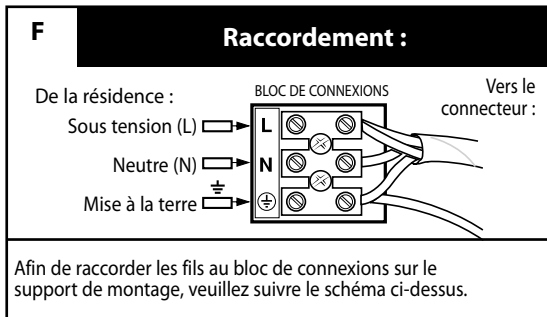 F
Raccordement :
De la résidence :
BLOC DE CONNEXIONS
Vers le
connecteur :
Sous tension (L)
L
Neutre (N)
N
Mise à la terre
Afin de raccorder les fils au bloc de connexions sur le
support de montage, veuillez suivre le schéma ci-dessus.